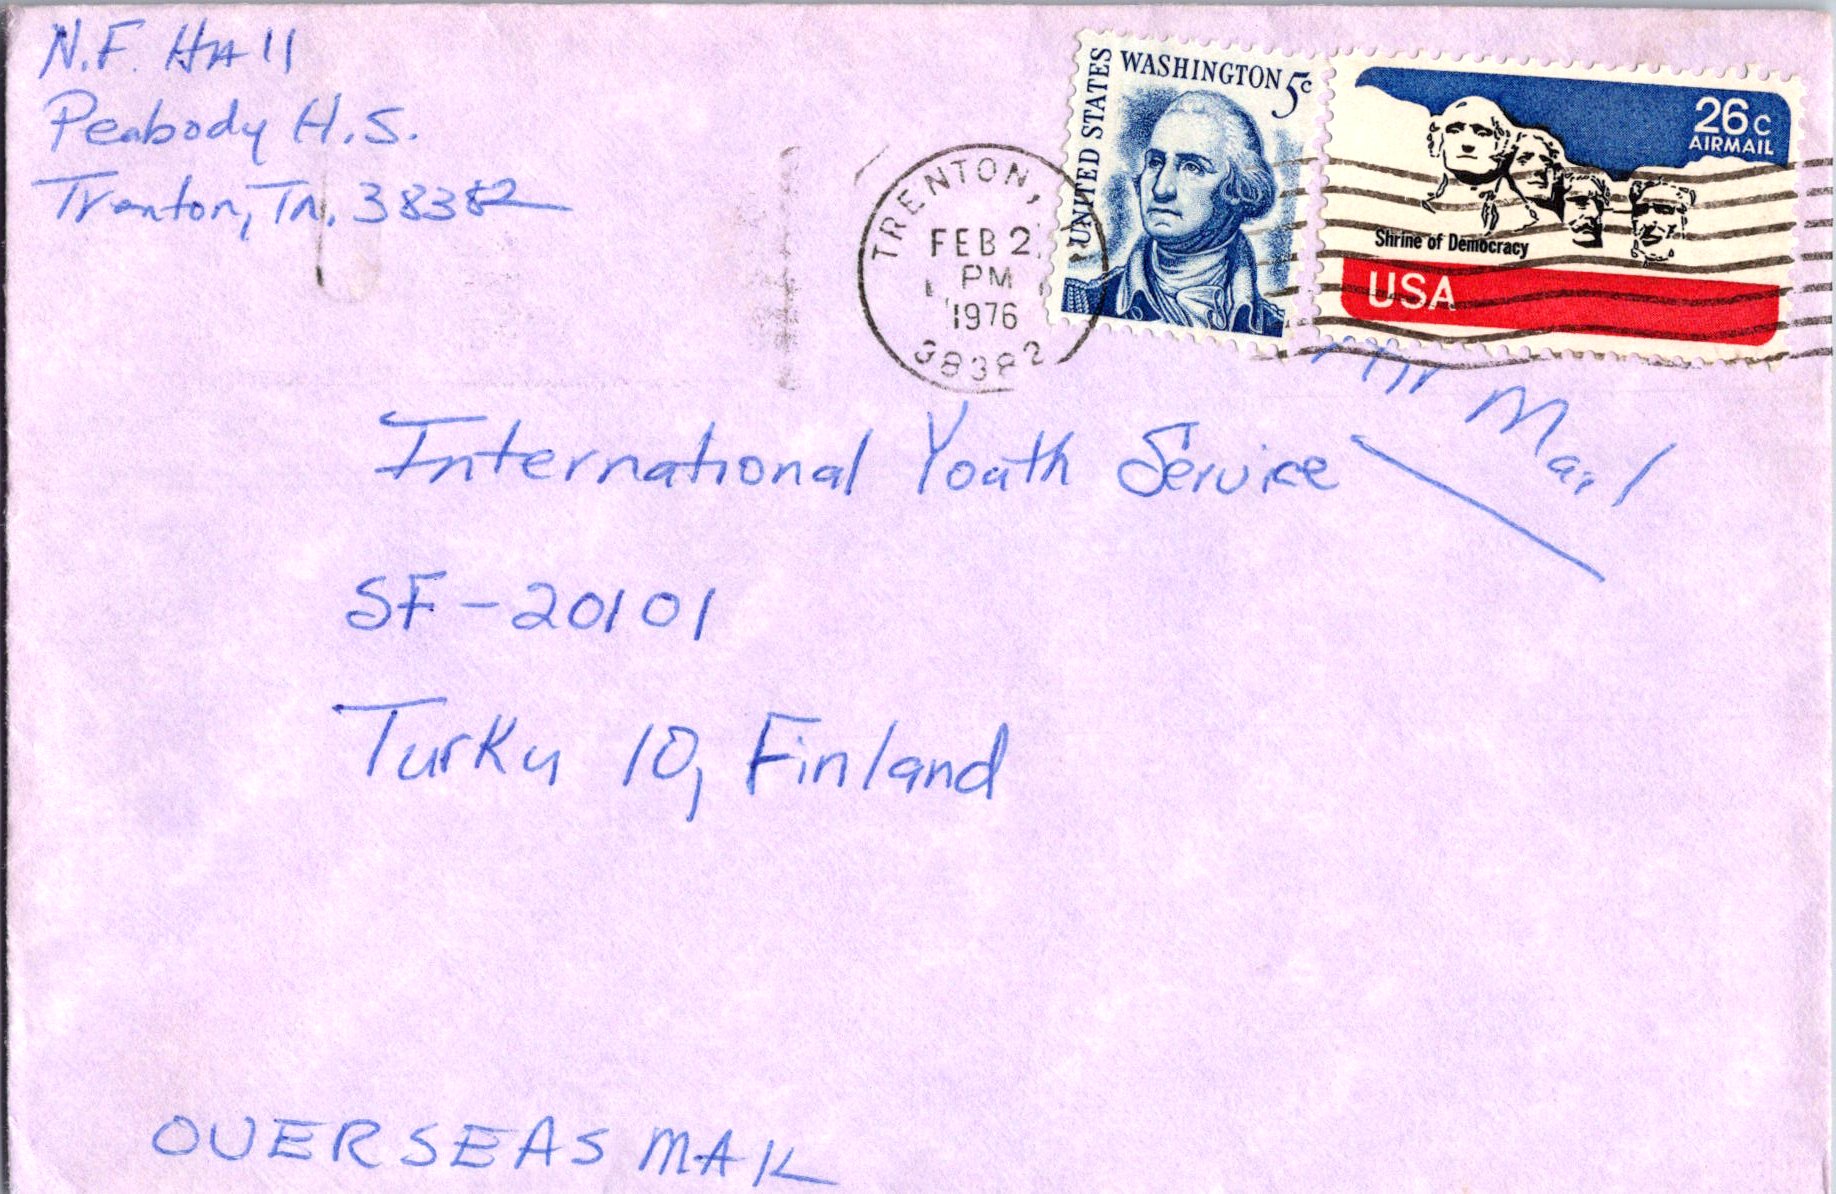 N.F. Hall
Peabody H.S.
Trenton, Tn. 38382
UNITED STATES
WASHINGTON 5c
26c
AIRMAIL
Shrine of Democracy
USA
TRENTON,
FEB 2
PM
1976
38382
Air Mail
International Youth Service
SF-20101
Turku 10, Finland
OVERSEAS MAIL